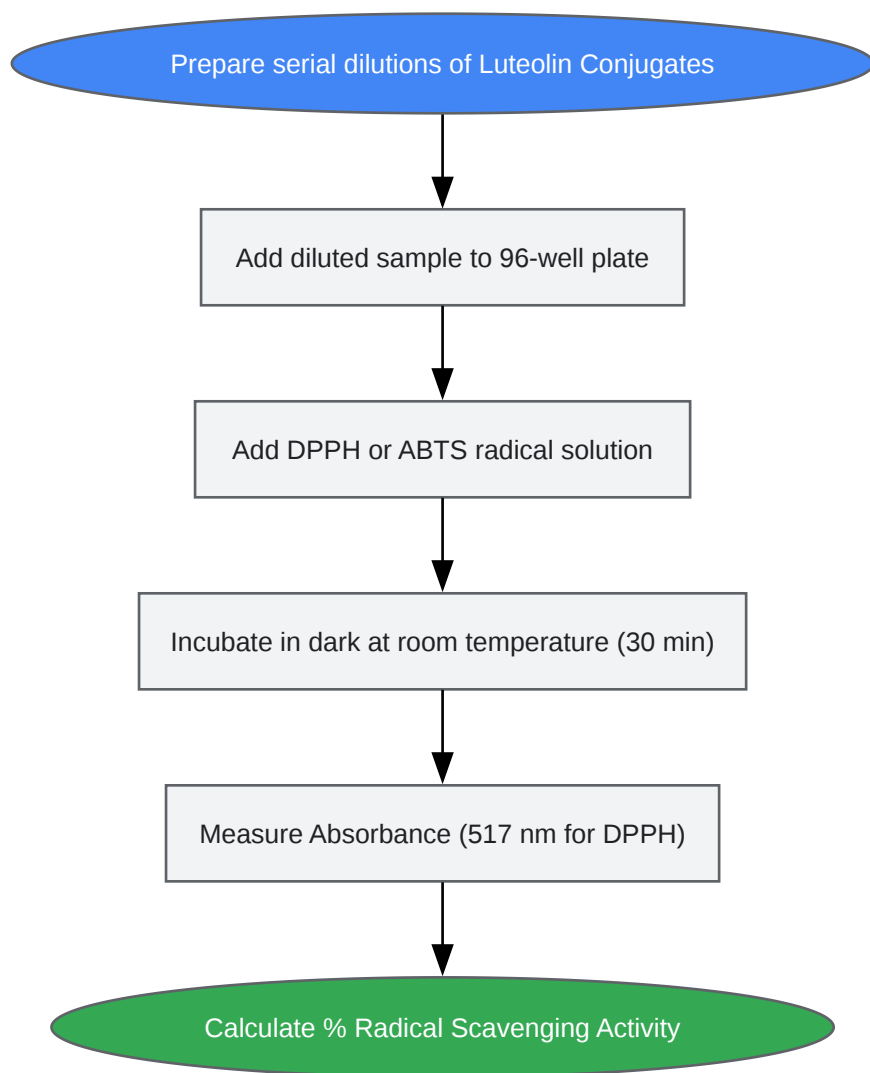 Prepare serial dilutions of Luteolin Conjugates
Add diluted sample to 96-well plate
Add DPPH or ABTS radical solution
Incubate in dark at room temperature (30 min)
Measure Absorbance (517 nm for DPPH)
Calculate % Radical Scavenging Activity